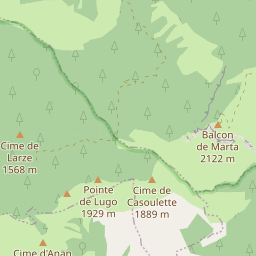 Balcon
de Marta
2122 m
Cime de
Larze
1568 m
Pointe
de Lugo
1929 m
Cime de
Casoulette
1889 m
Cime d'Anan